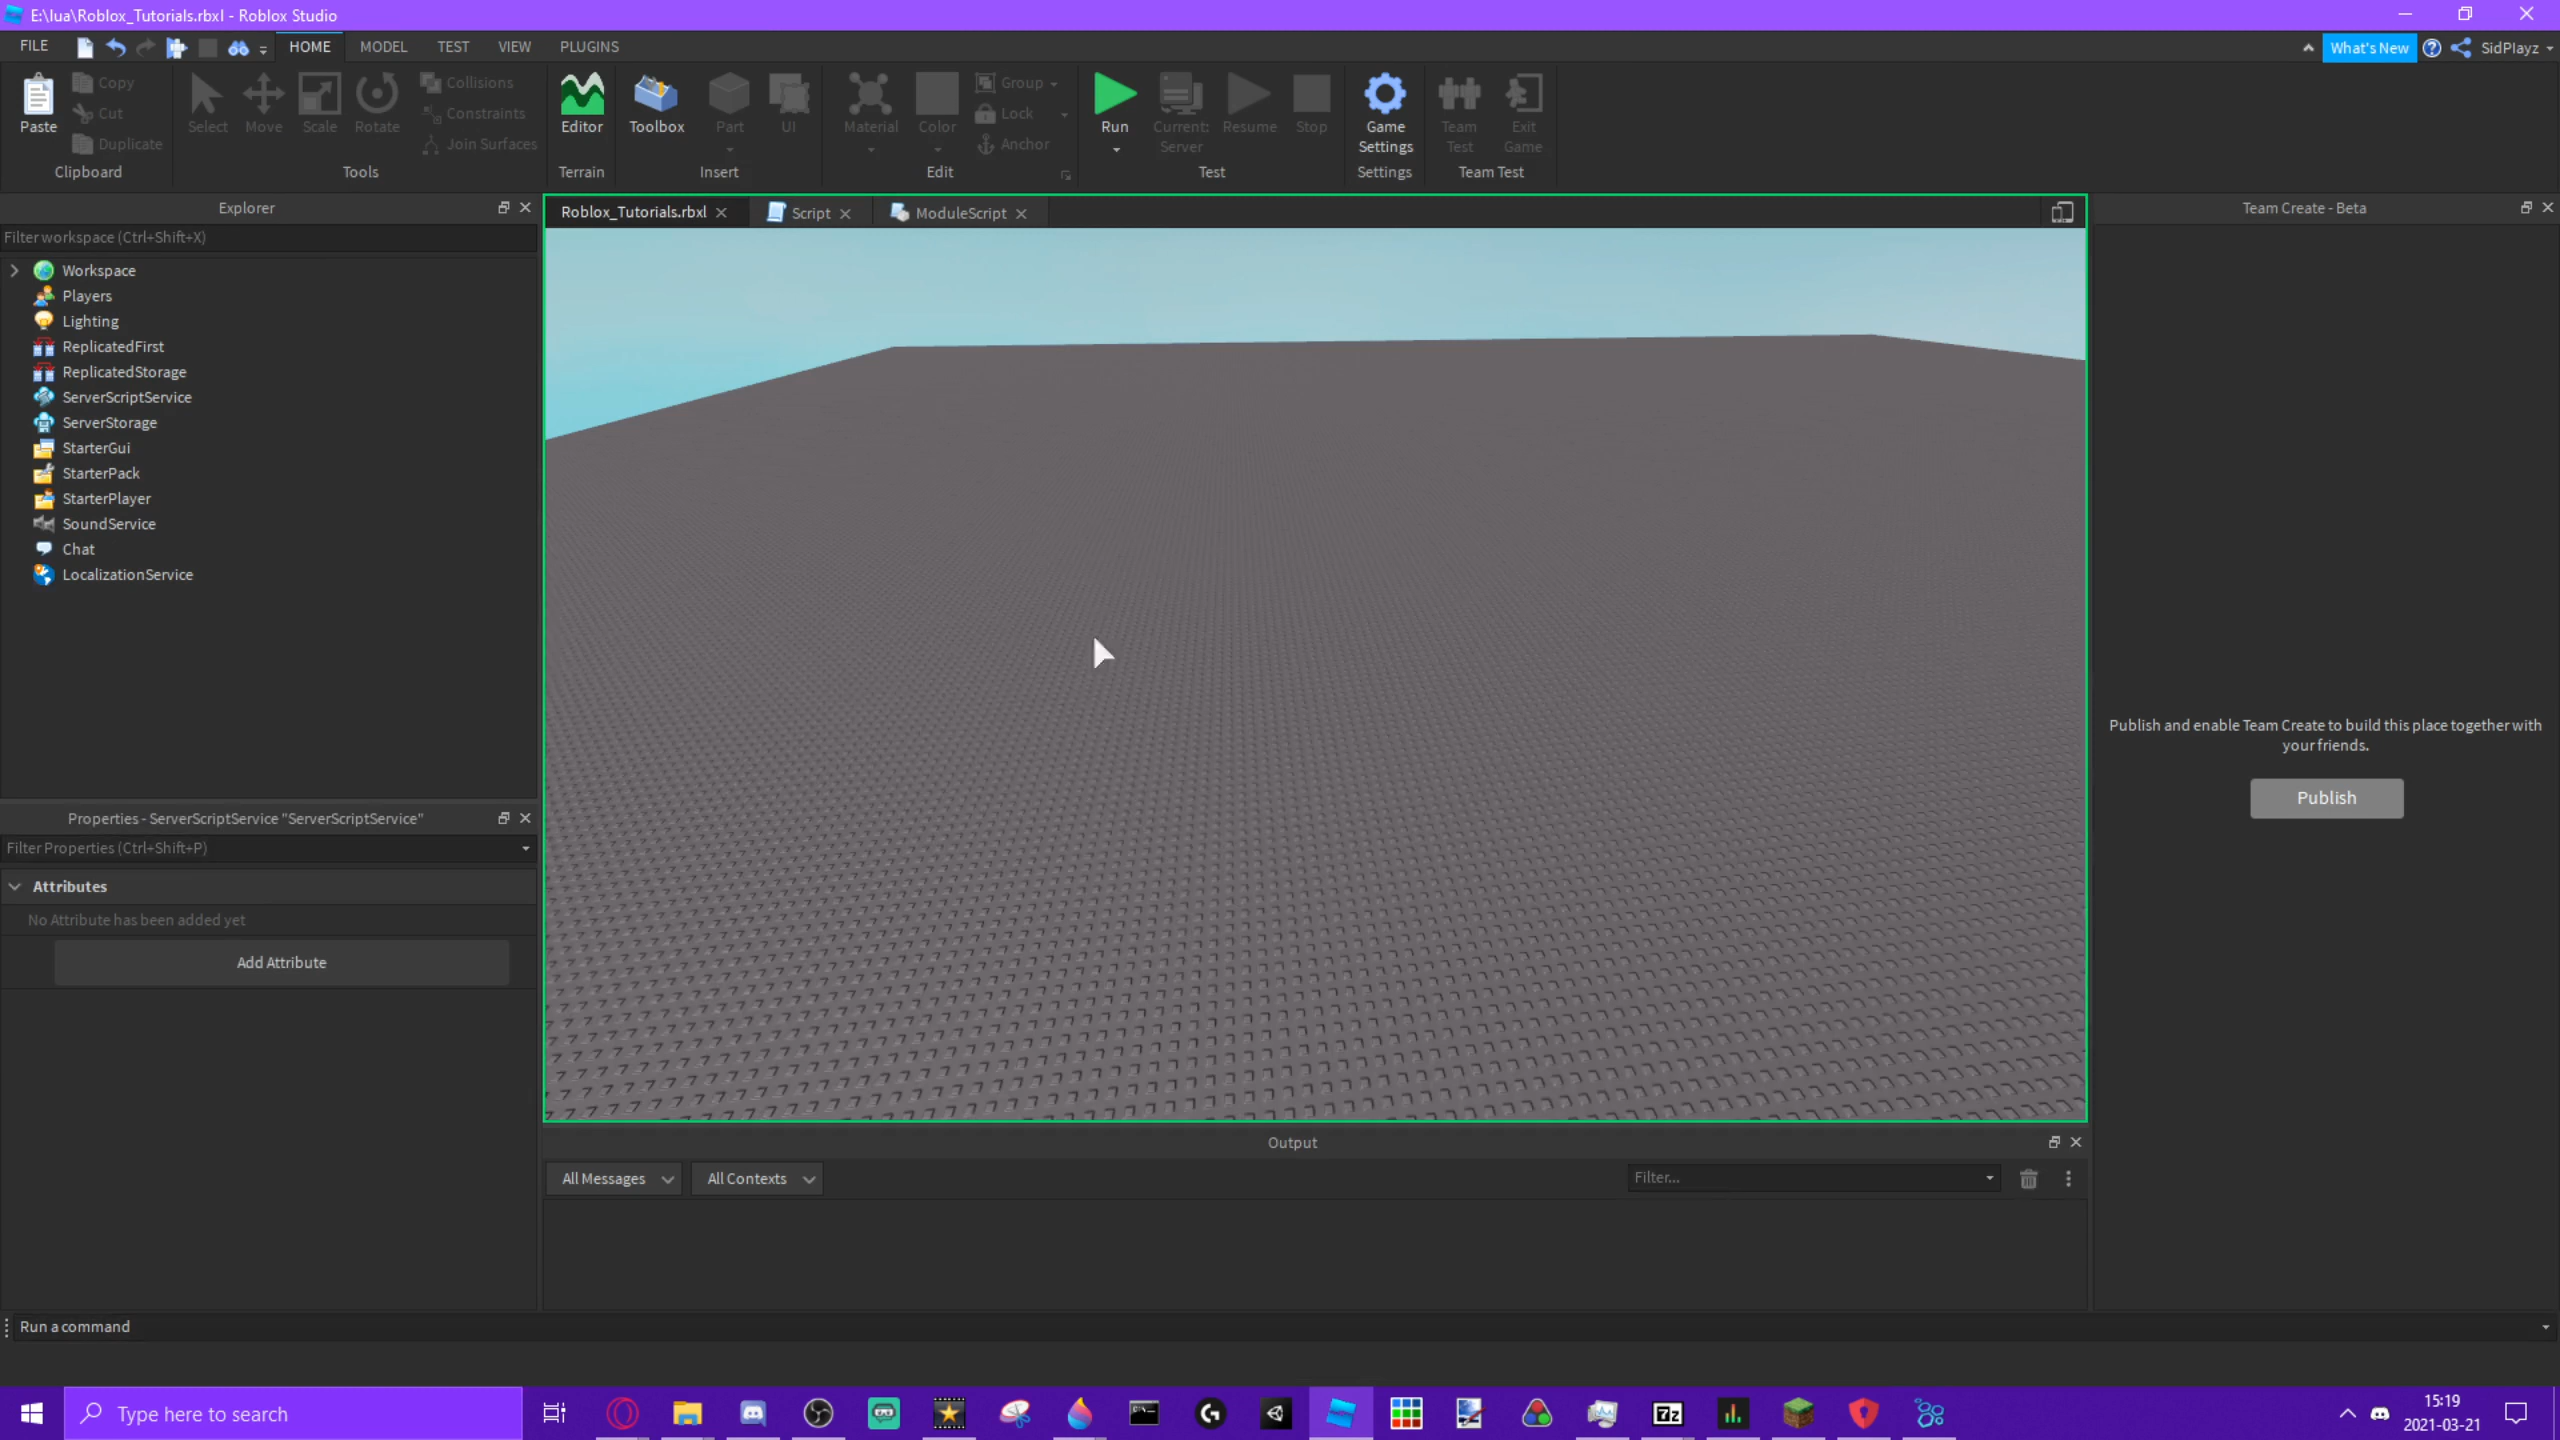 E:\lua\Roblox_Tutorials.rbxl - Roblox Studio
FILE HOME MODEL TEST VIEW PLUGINS What's New SidPlayz
Paste Copy Cut Duplicate
Clipboard
Select Move Scale Rotate Collisions Constraints Join Surfaces
Tools
Editor
Terrain
Toolbox Part UI
Insert
Material Color Group Lock Anchor
Edit
Run Current: Server Resume Stop
Test
Game Settings
Settings
Team Test Exit Game
Team Test
Explorer
Filter workspace (Ctrl+Shift+X)
Workspace
Players
Lighting
ReplicatedFirst
ReplicatedStorage
ServerScriptService
ServerStorage
StarterGui
StarterPack
StarterPlayer
SoundService
Chat
LocalizationService
Properties - ServerScriptService "ServerScriptService"
Filter Properties (Ctrl+Shift+P)
Attributes
No Attribute has been added yet
Add Attribute
Roblox_Tutorials.rbxl Script ModuleScript
Team Create - Beta
Publish and enable Team Create to build this place together with
your friends.
Publish
Output
All Messages All Contexts Filter...
Run a command
Type here to search
7z
15:19
2021-03-21